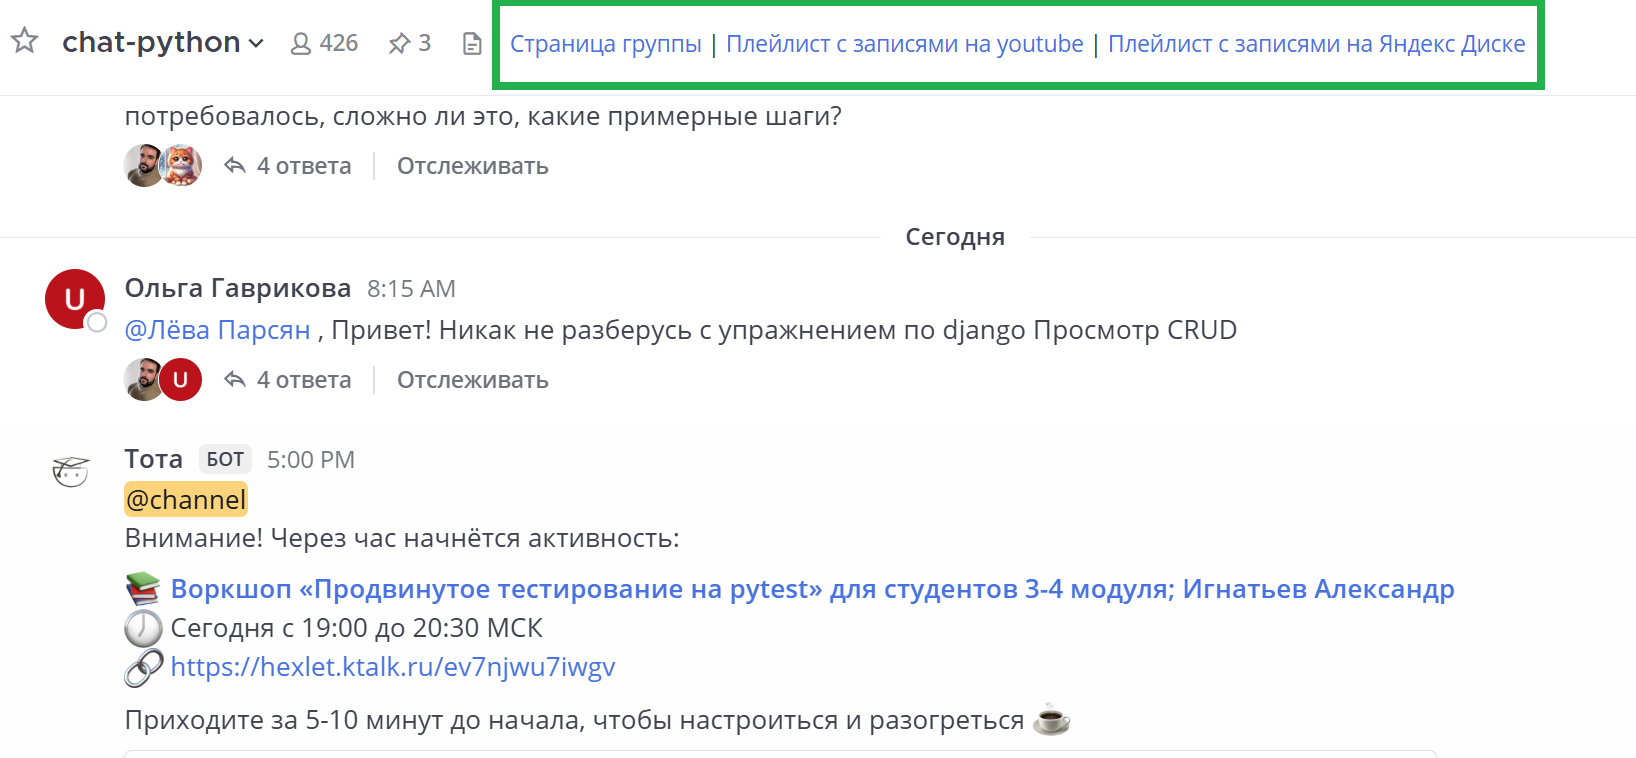 chat-python 426 3 Страница группы | Плейлист с записями на youtube | Плейлист с записями на Яндекс Диске
потребовалось, сложно ли это, какие примерные шаги?
4 ответа Отслеживать
Сегодня
U Ольга Гаврикова 8:15 AM
@Лёва Парсян , Привет! Никак не разберусь с упражнением по django Просмотр CRUD
U 4 ответа Отслеживать
Тота БОТ 5:00 PM
@channel
Внимание! Через час начнётся активность:
Воркшоп «Продвинутое тестирование на pytest» для студентов 3-4 модуля; Игнатьев Александр
Сегодня с 19:00 до 20:30 МСК
https://hexlet.ktalk.ru/ev7njwu7iwgv
Приходите за 5-10 минут до начала, чтобы настроиться и разогреться